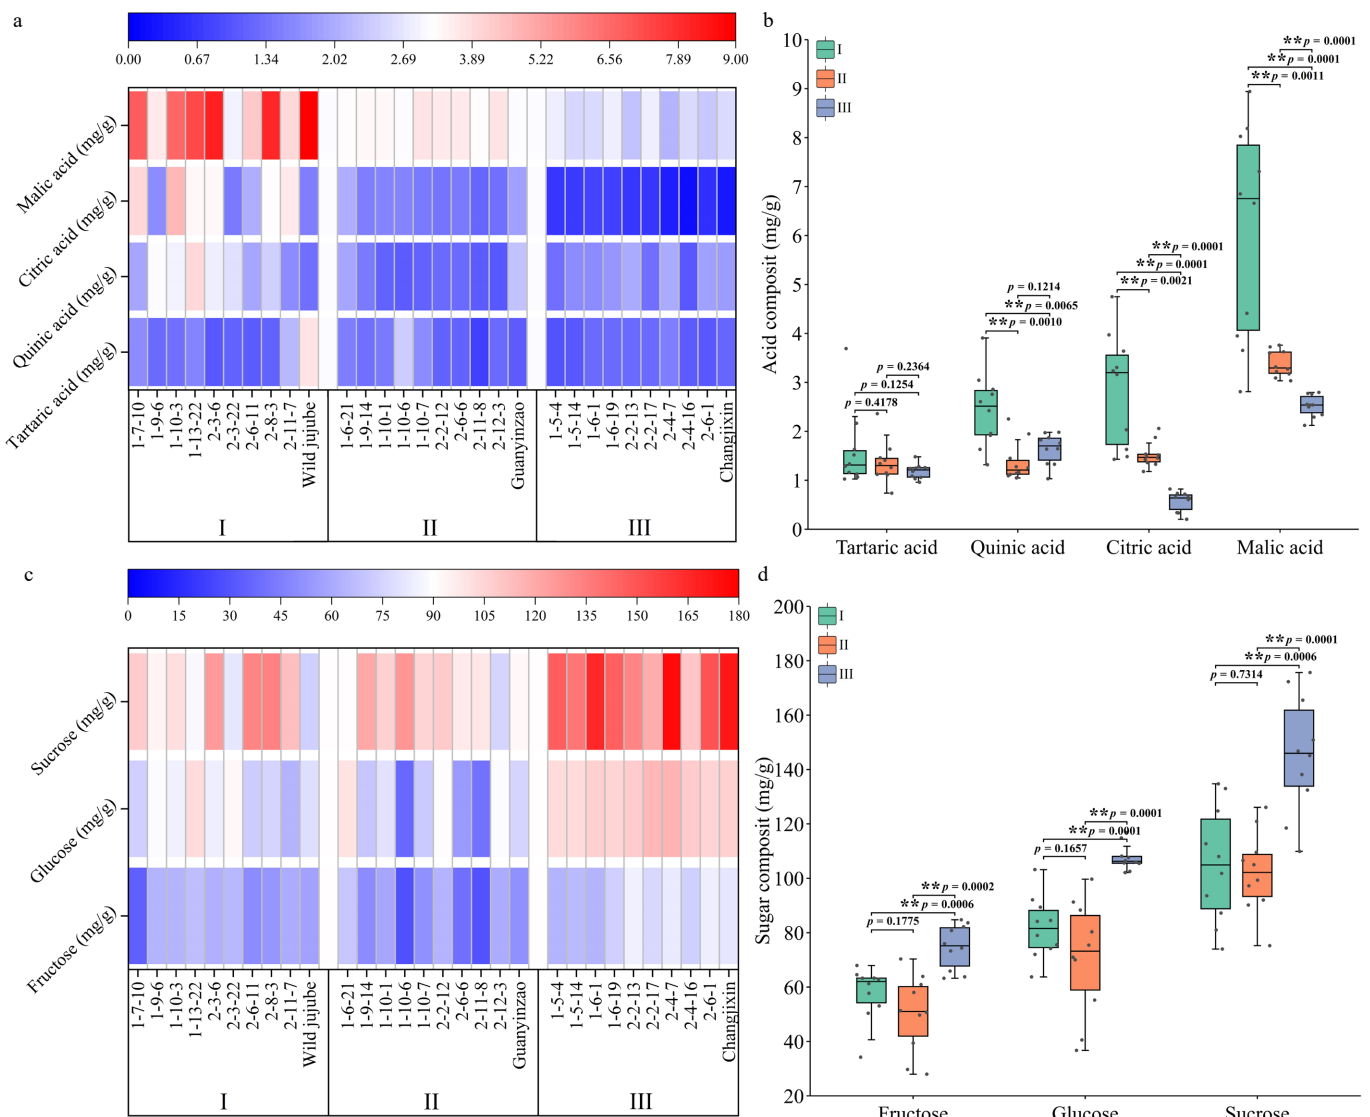 a
0.00 0.67 1.34 2.02 2.69 3.89 5.22 6.56 7.89 9.00
Malic acid (mg/g)
Citric acid (mg/g)
Quinic acid (mg/g)
Tartaric acid (mg/g)
1-7-10 1-9-6 1-10-3 1-13-22 2-3-6 2-3-22 2-6-11 2-8-3 2-11-7 Wild jujube 1-6-21 1-9-14 1-10-1 1-10-6 1-10-7 2-2-12 2-6-6 2-11-8 2-12-3 Guanyinzao 1-5-4 1-5-14 1-6-1 1-6-19 2-2-13 2-2-17 2-4-7 2-4-16 2-6-1 Changjixin
I II III
b
Acid composit (mg/g)
10
9
8
7
6
5
4
3
2
1
0
I
II
III
p = 0.2364
p = 0.1254
p = 0.4178
p = 0.1214
**p = 0.0065
**p = 0.0010
**p = 0.0001
**p = 0.0001
**p = 0.0021
**p = 0.0001
**p = 0.0001
**p = 0.0011
Tartaric acid Quinic acid Citric acid Malic acid
c
0 15 30 45 60 75 90 105 120 135 150 165 180
Sucrose (mg/g)
Glucose (mg/g)
Fructose (mg/g)
1-7-10 1-9-6 1-10-3 1-13-22 2-3-6 2-3-22 2-6-11 2-8-3 2-11-7 Wild jujube 1-6-21 1-9-14 1-10-1 1-10-6 1-10-7 2-2-12 2-6-6 2-11-8 2-12-3 Guanyinzao 1-5-4 1-5-14 1-6-1 1-6-19 2-2-13 2-2-17 2-4-7 2-4-16 2-6-1 Changjixin
I II III
d
Sugar composit (mg/g)
200
180
160
140
120
100
80
60
40
20
I
II
III
**p = 0.0002
**p = 0.0006
p = 0.1775
**p = 0.0001
**p = 0.0001
p = 0.1657
**p = 0.0001
**p = 0.0006
p = 0.7314
Fructose Glucose Sucrose